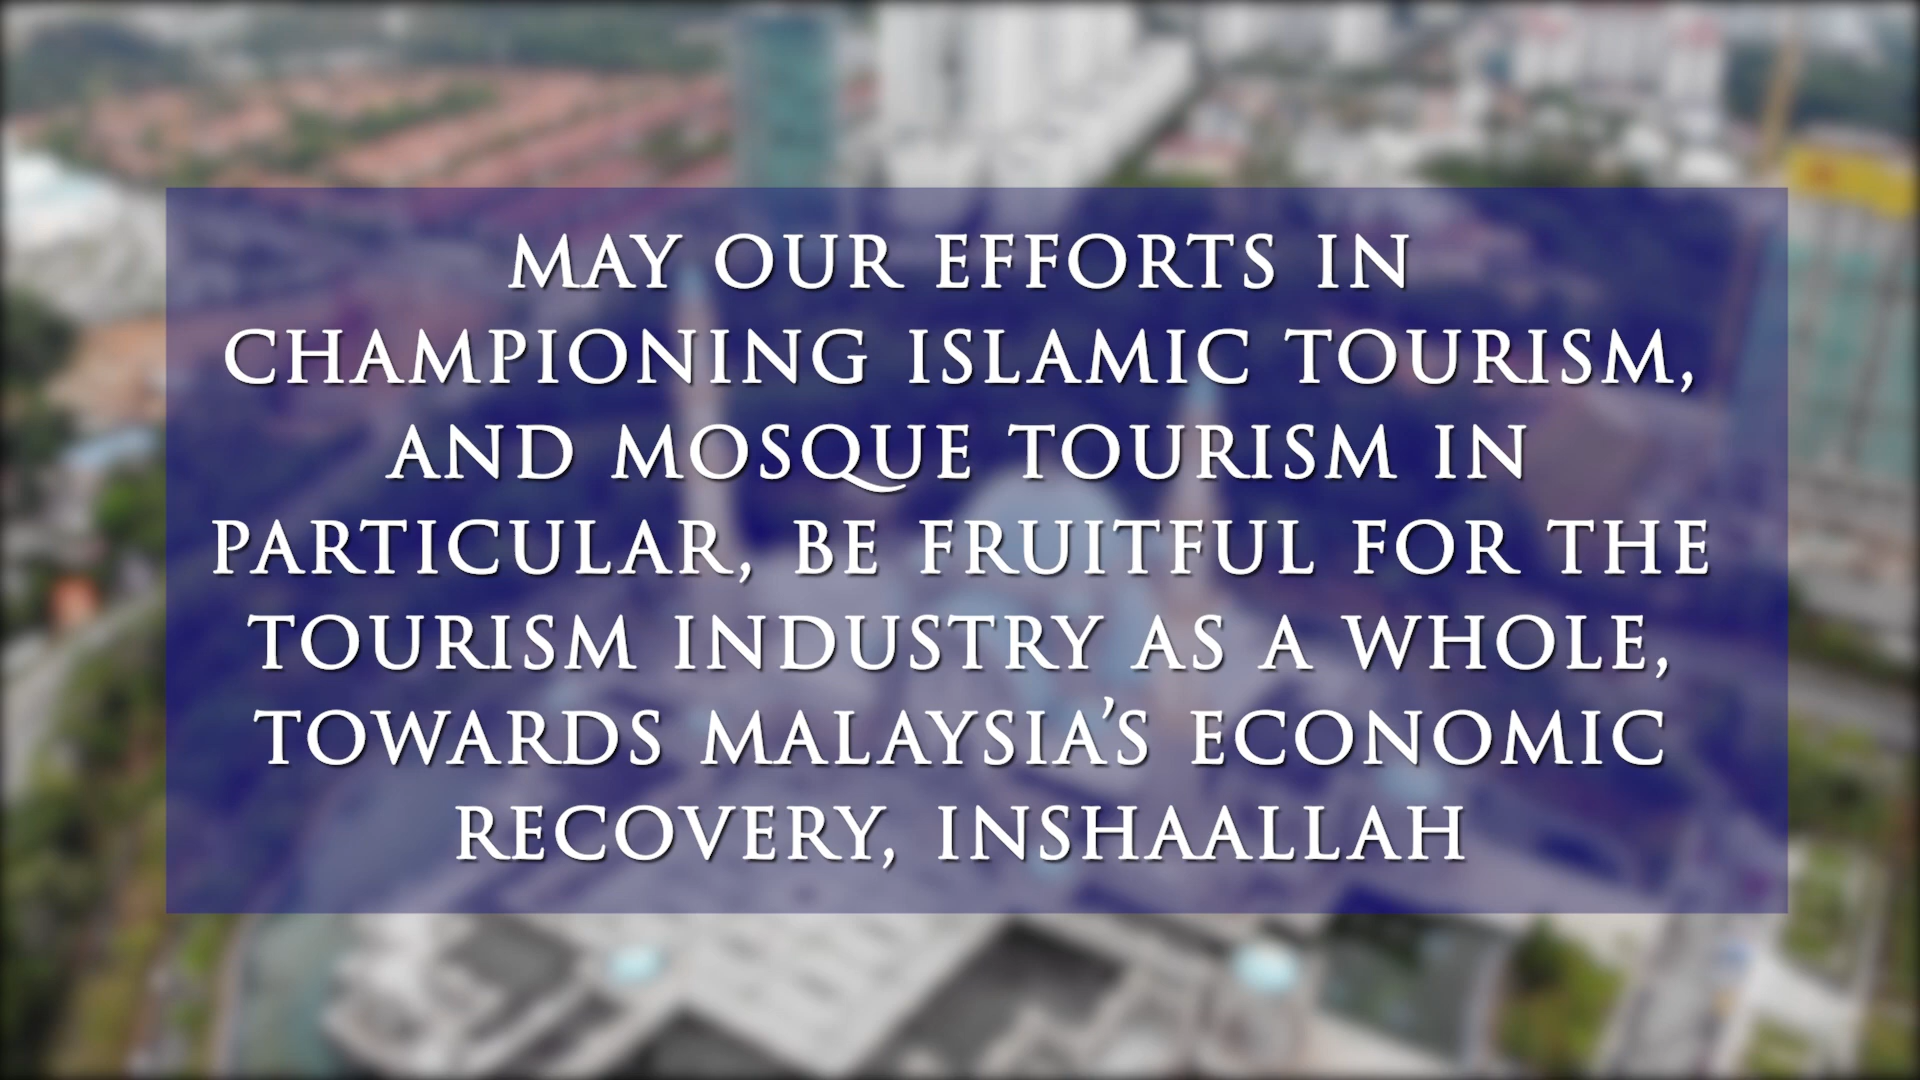 MAY OUR EFFORTS IN
CHAMPIONING ISLAMIC TOURISM,
AND MOSQUE TOURISM IN
PARTICULAR, BE FRUITFUL FOR THE
TOURISM INDUSTRY AS A WHOLE,
TOWARDS MALAYSIA’S ECONOMIC
RECOVERY, INSHAALLAH